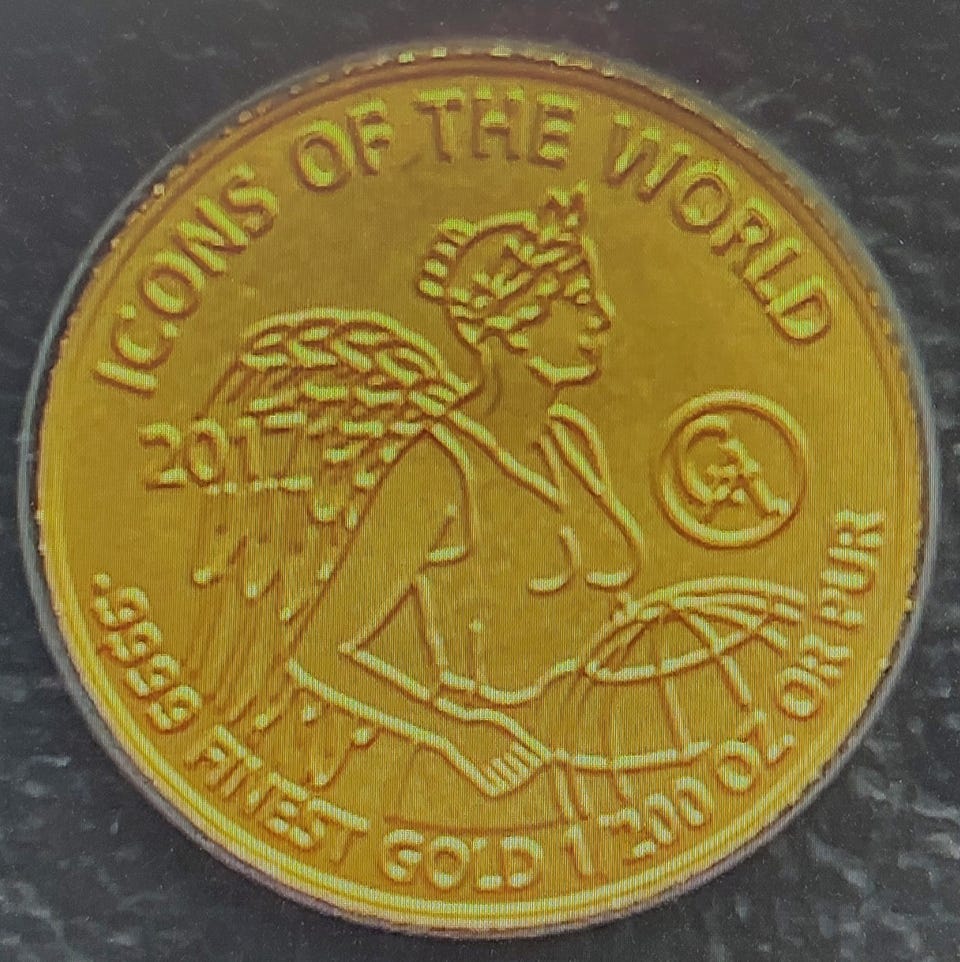 ICONS OF THE WORLD
2017
.9999 FINEST GOLD 1 200 OZ OR PUR